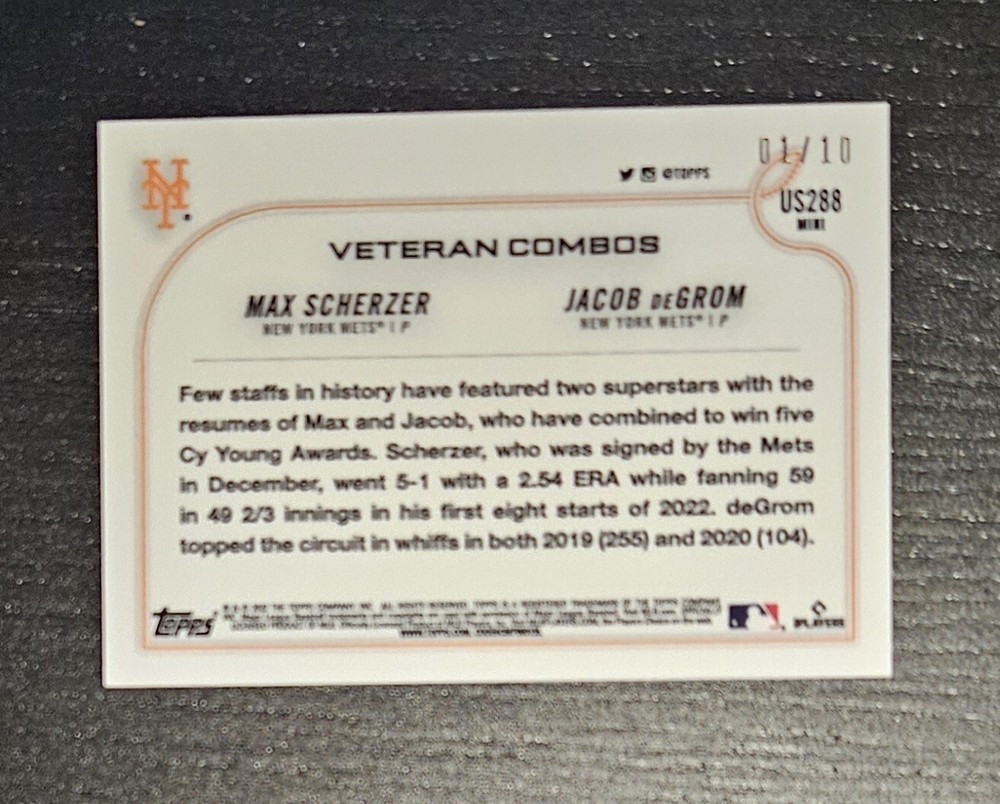 01/10
@TOPPS
US288
MINI
VETERAN COMBOS
MAX SCHERZER
NEW YORK METS® | P
JACOB DEGROM
NEW YORK METS® | P
Few staffs in history have featured two superstars with the
resumes of Max and Jacob, who have combined to win five
Cy Young Awards. Scherzer, who was signed by the Mets
in December, went 5-1 with a 2.54 ERA while fanning 59
in 49 2/3 innings in his first eight starts of 2022. deGrom
topped the circuit in whiffs in both 2019 (255) and 2020 (104).
TOPPS
PLAYERS